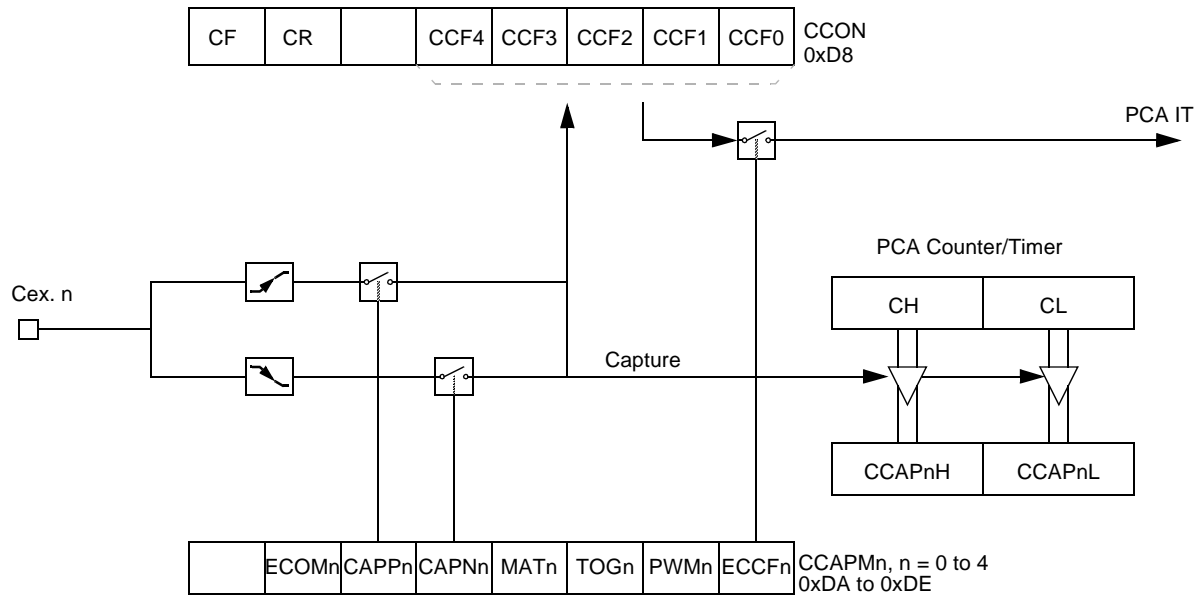 CF CR CCF4 CCF3 CCF2 CCF1 CCF0 CCON
0xD8
PCA IT
PCA Counter/Timer
Cex. n
CH CL
Capture
CCAPnH CCAPnL
ECOMn CAPPn CAPNn MATn TOGn PWMn ECCFn CCAPMn, n = 0 to 4
0xDA to 0xDE